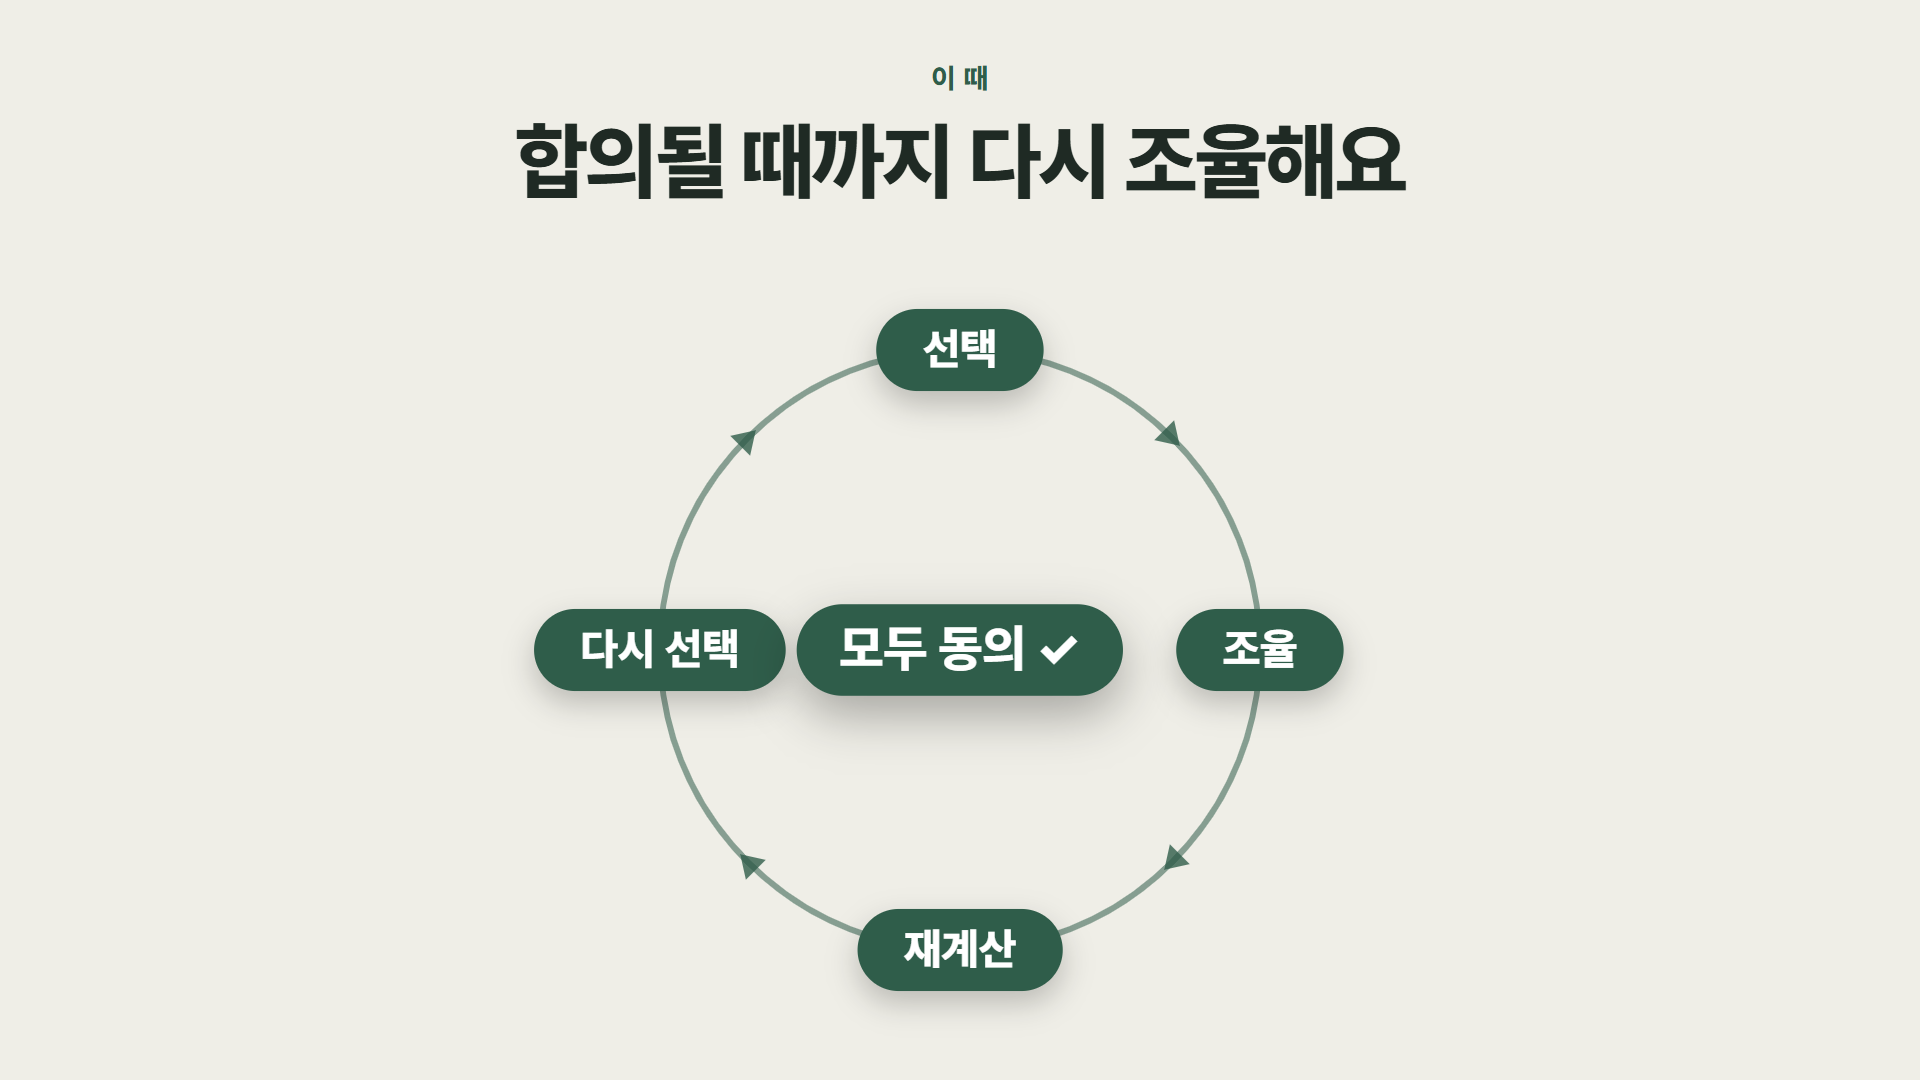 이 때
합의될 때까지 다시 조율해요
선택
다시 선택
모두 동의 ✓
조율
재계산